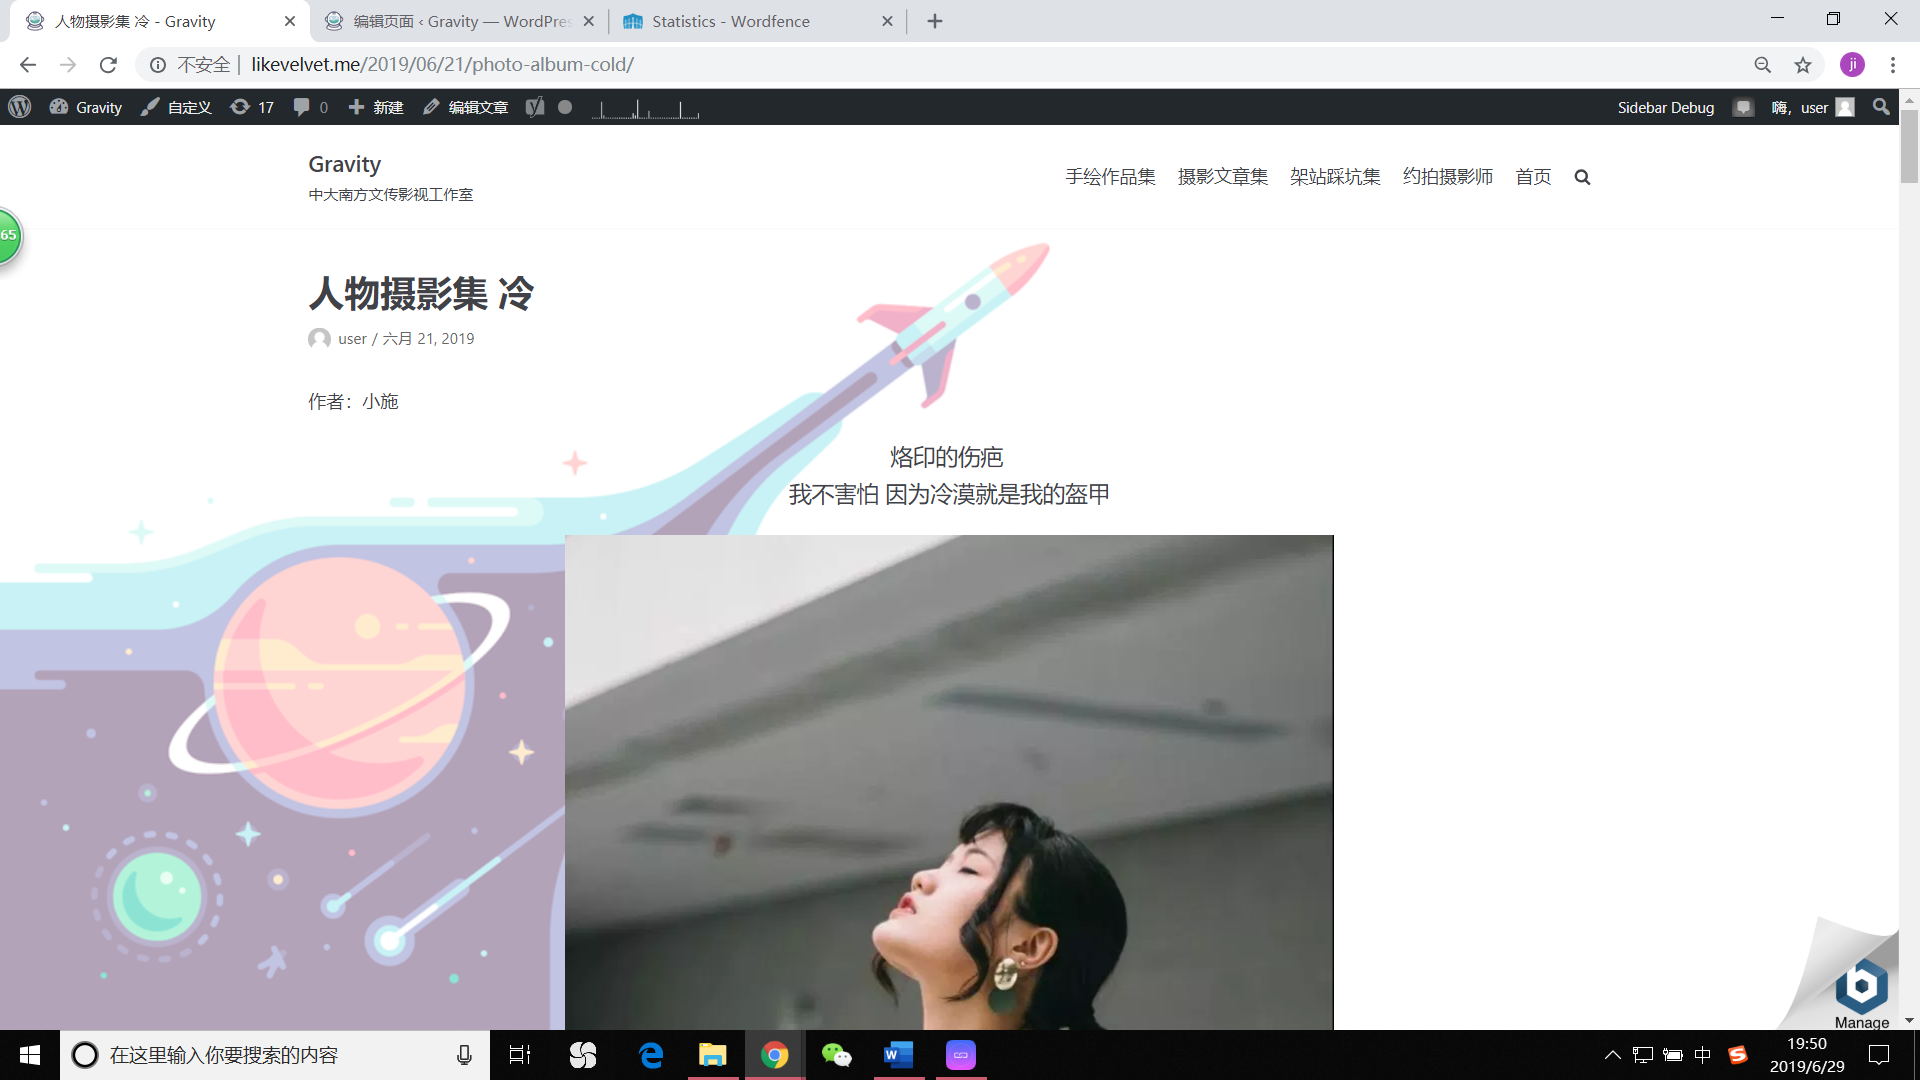 人物摄影集 冷 - Gravity
编辑页面 ‹ Gravity — WordPres
Statistics - Wordfence
不安全 | likevelvet.me/2019/06/21/photo-album-cold/
ji
Gravity
自定义
17
0
新建
编辑文章
Sidebar Debug
嗨，user
Gravity
中大南方文传影视工作室
手绘作品集
摄影文章集
架站踩坑集
约拍摄影师
首页
65
人物摄影集 冷
user / 六月 21, 2019
作者：小施
烙印的伤疤
我不害怕 因为冷漠就是我的盔甲
Manage
在这里输入你要搜索的内容
中
19:50
2019/6/29